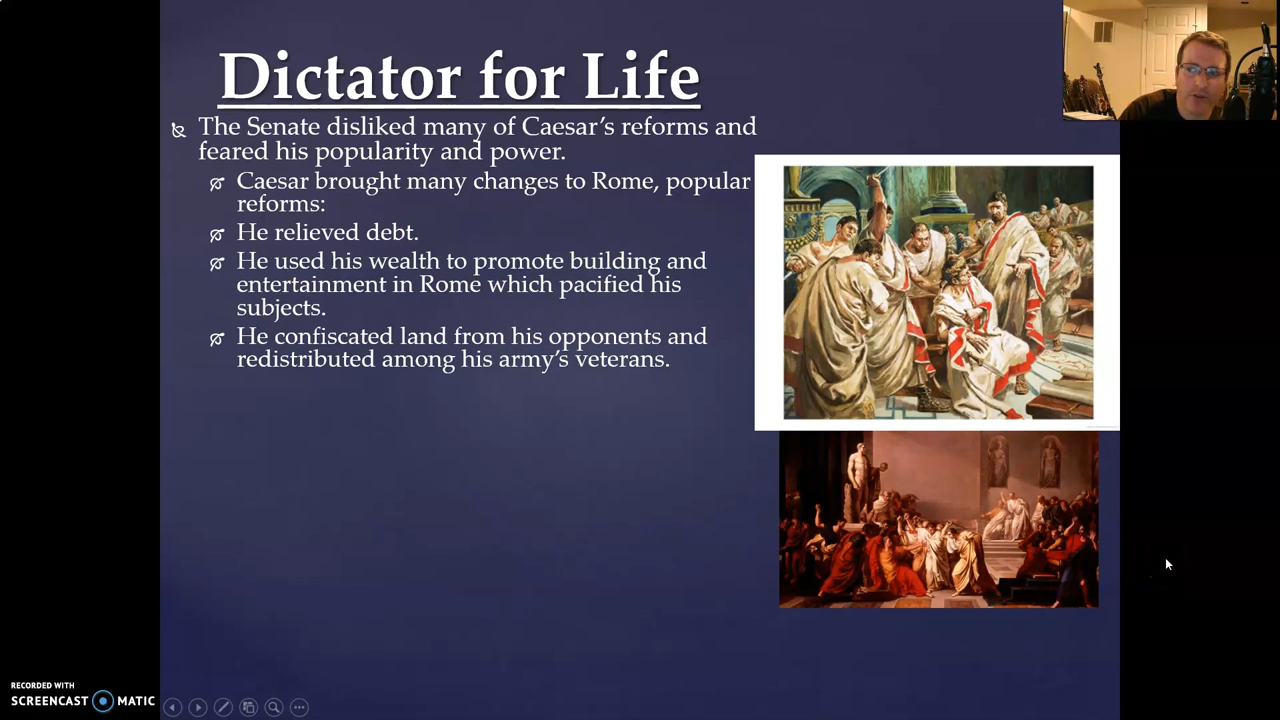 Dictator for Life
The Senate disliked many of Caesar’s reforms and
feared his popularity and power.
Caesar brought many changes to Rome, popular
reforms:
He relieved debt.
He used his wealth to promote building and
entertainment in Rome which pacified his
subjects.
He confiscated land from his opponents and
redistributed among his army’s veterans.
RECORDED WITH
SCREENCAST MATIC